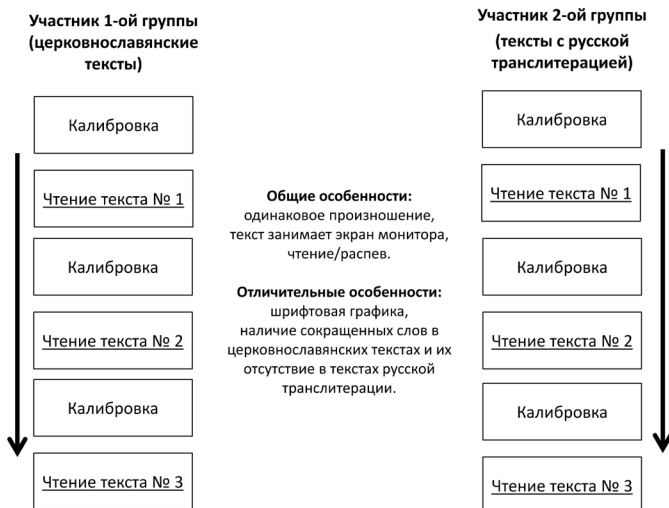 Участник 1-ой группы
(церковнославянские
тексты)
Калибровка
Чтение текста № 1
Калибровка
Чтение текста № 2
Калибровка
Чтение текста № 3
Общие особенности:
одинаковое произношение,
текст занимает экран монитора,
чтение/распев.
Отличительные особенности:
шрифтовая графика,
наличие сокращенных слов в
церковнославянских текстах и их
отсутствие в текстах русской
транслитерации.
Участник 2-ой группы
(тексты с русской
транслитерацией)
Калибровка
Чтение текста № 1
Калибровка
Чтение текста № 2
Калибровка
Чтение текста № 3